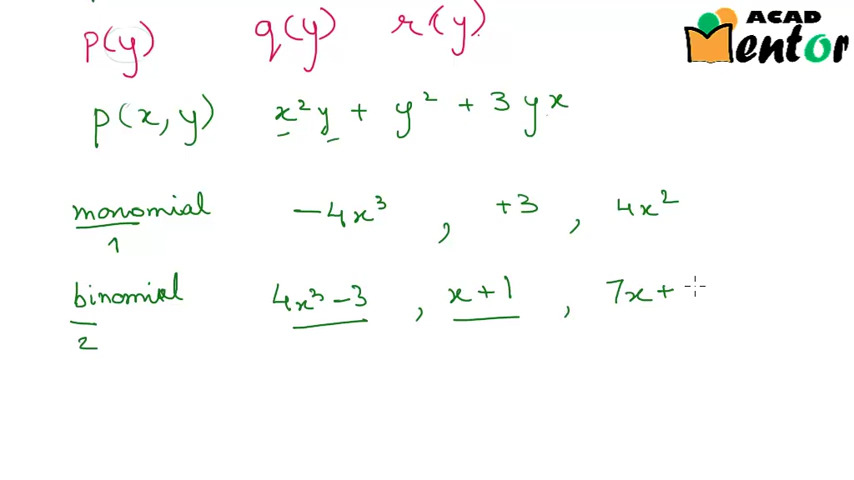 p(y) q(y) r(y)
ACAD
mentor
p(x, y) x²y + y² + 3yx
monomial -4x³ , +3 , 4x²
1
binomial 4x³ - 3 , x + 1 , 7x +
2